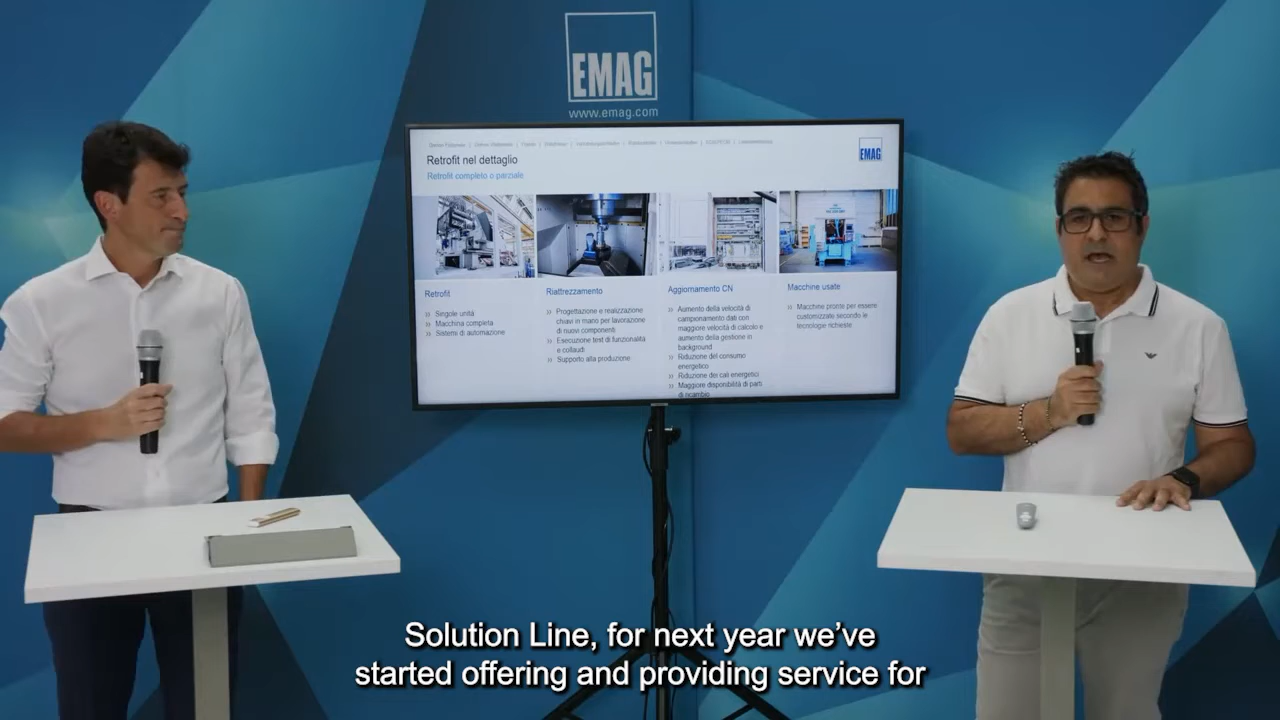 EMAG
www.emag.com
EMAG
Retrofit nel dettaglio
Retrofit completo o parziale
Retrofit
» Singole unità
» Macchina completa
» Sistemi di automazione
Riattrezzamento
» Progettazione e realizzazione
chiavi in mano per lavorazione
di nuovi componenti
» Esecuzione test di funzionalità
e collaudi
» Supporto alla produzione
Aggiornamento CN
» Aumento della velocità di
campionamento dati con
maggiore velocità di calcolo e
aumento della gestione in
background
» Riduzione del consumo
energetico
» Riduzione dei cali energetici
» Maggiore disponibilità di parti
di ricambio
Macchine usate
» Macchine pronte per essere
customizzate secondo le
tecnologie richieste
Solution Line, for next year we’ve
started offering and providing service for